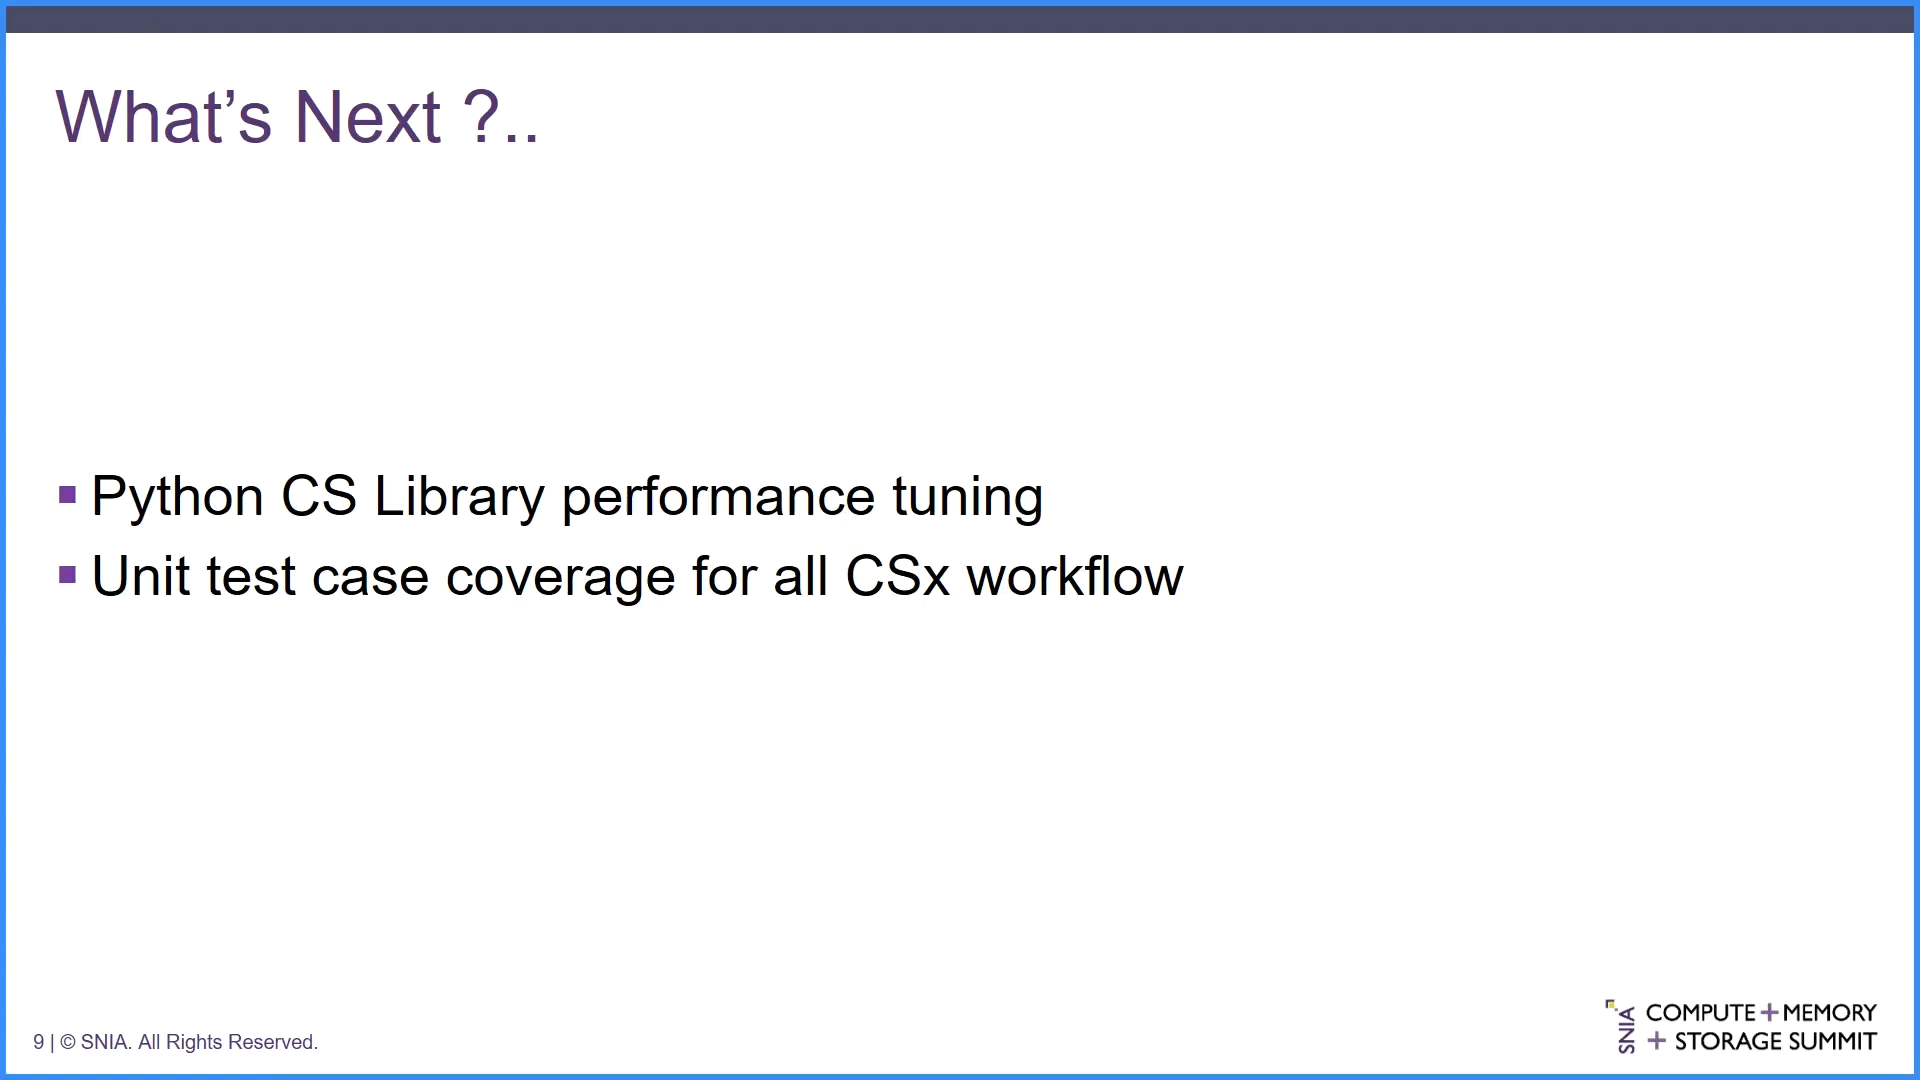 What’s Next ?..
▪ Python CS Library performance tuning
▪ Unit test case coverage for all CSx workflow
9 | © SNIA. All Rights Reserved.
SNIA
COMPUTE + MEMORY
+ STORAGE SUMMIT